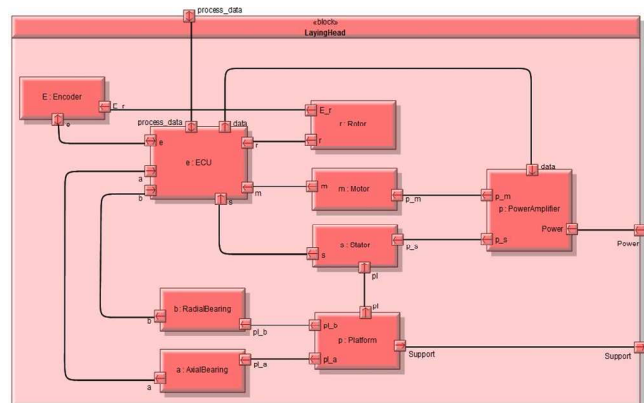 process_data
«block»
LayingHead
E : Encoder
E_r
e
process_data
data
E_r
r : Rotor
r
e
r
a
e : ECU
b
m
s
m
m : Motor
p_m
data
p_m
p : PowerAmplifier
Power
Power
p_s
s : Stator
s
p_s
pl
pl
b : RadialBearing
b
pl_b
pl_b
p : Platform
pl_a
Support
Support
pl_a
a : AxialBearing
a